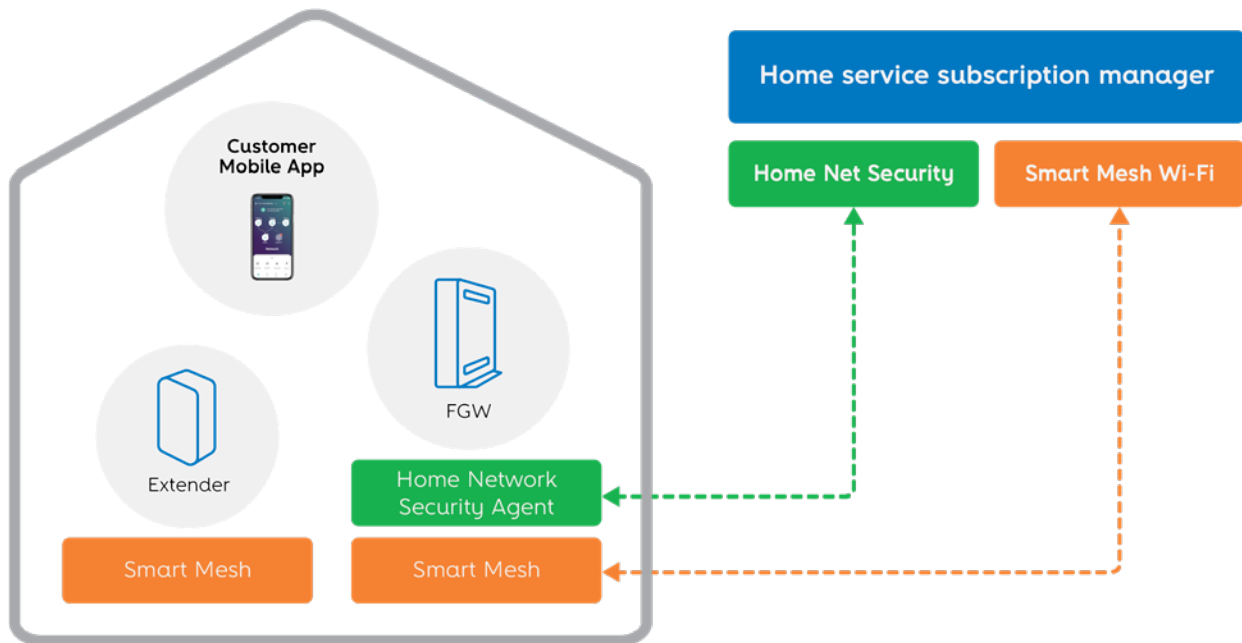 Customer
Mobile App
Extender
FGW
Home Network
Security Agent
Smart Mesh
Smart Mesh
Home service subscription manager
Home Net Security
Smart Mesh Wi-Fi